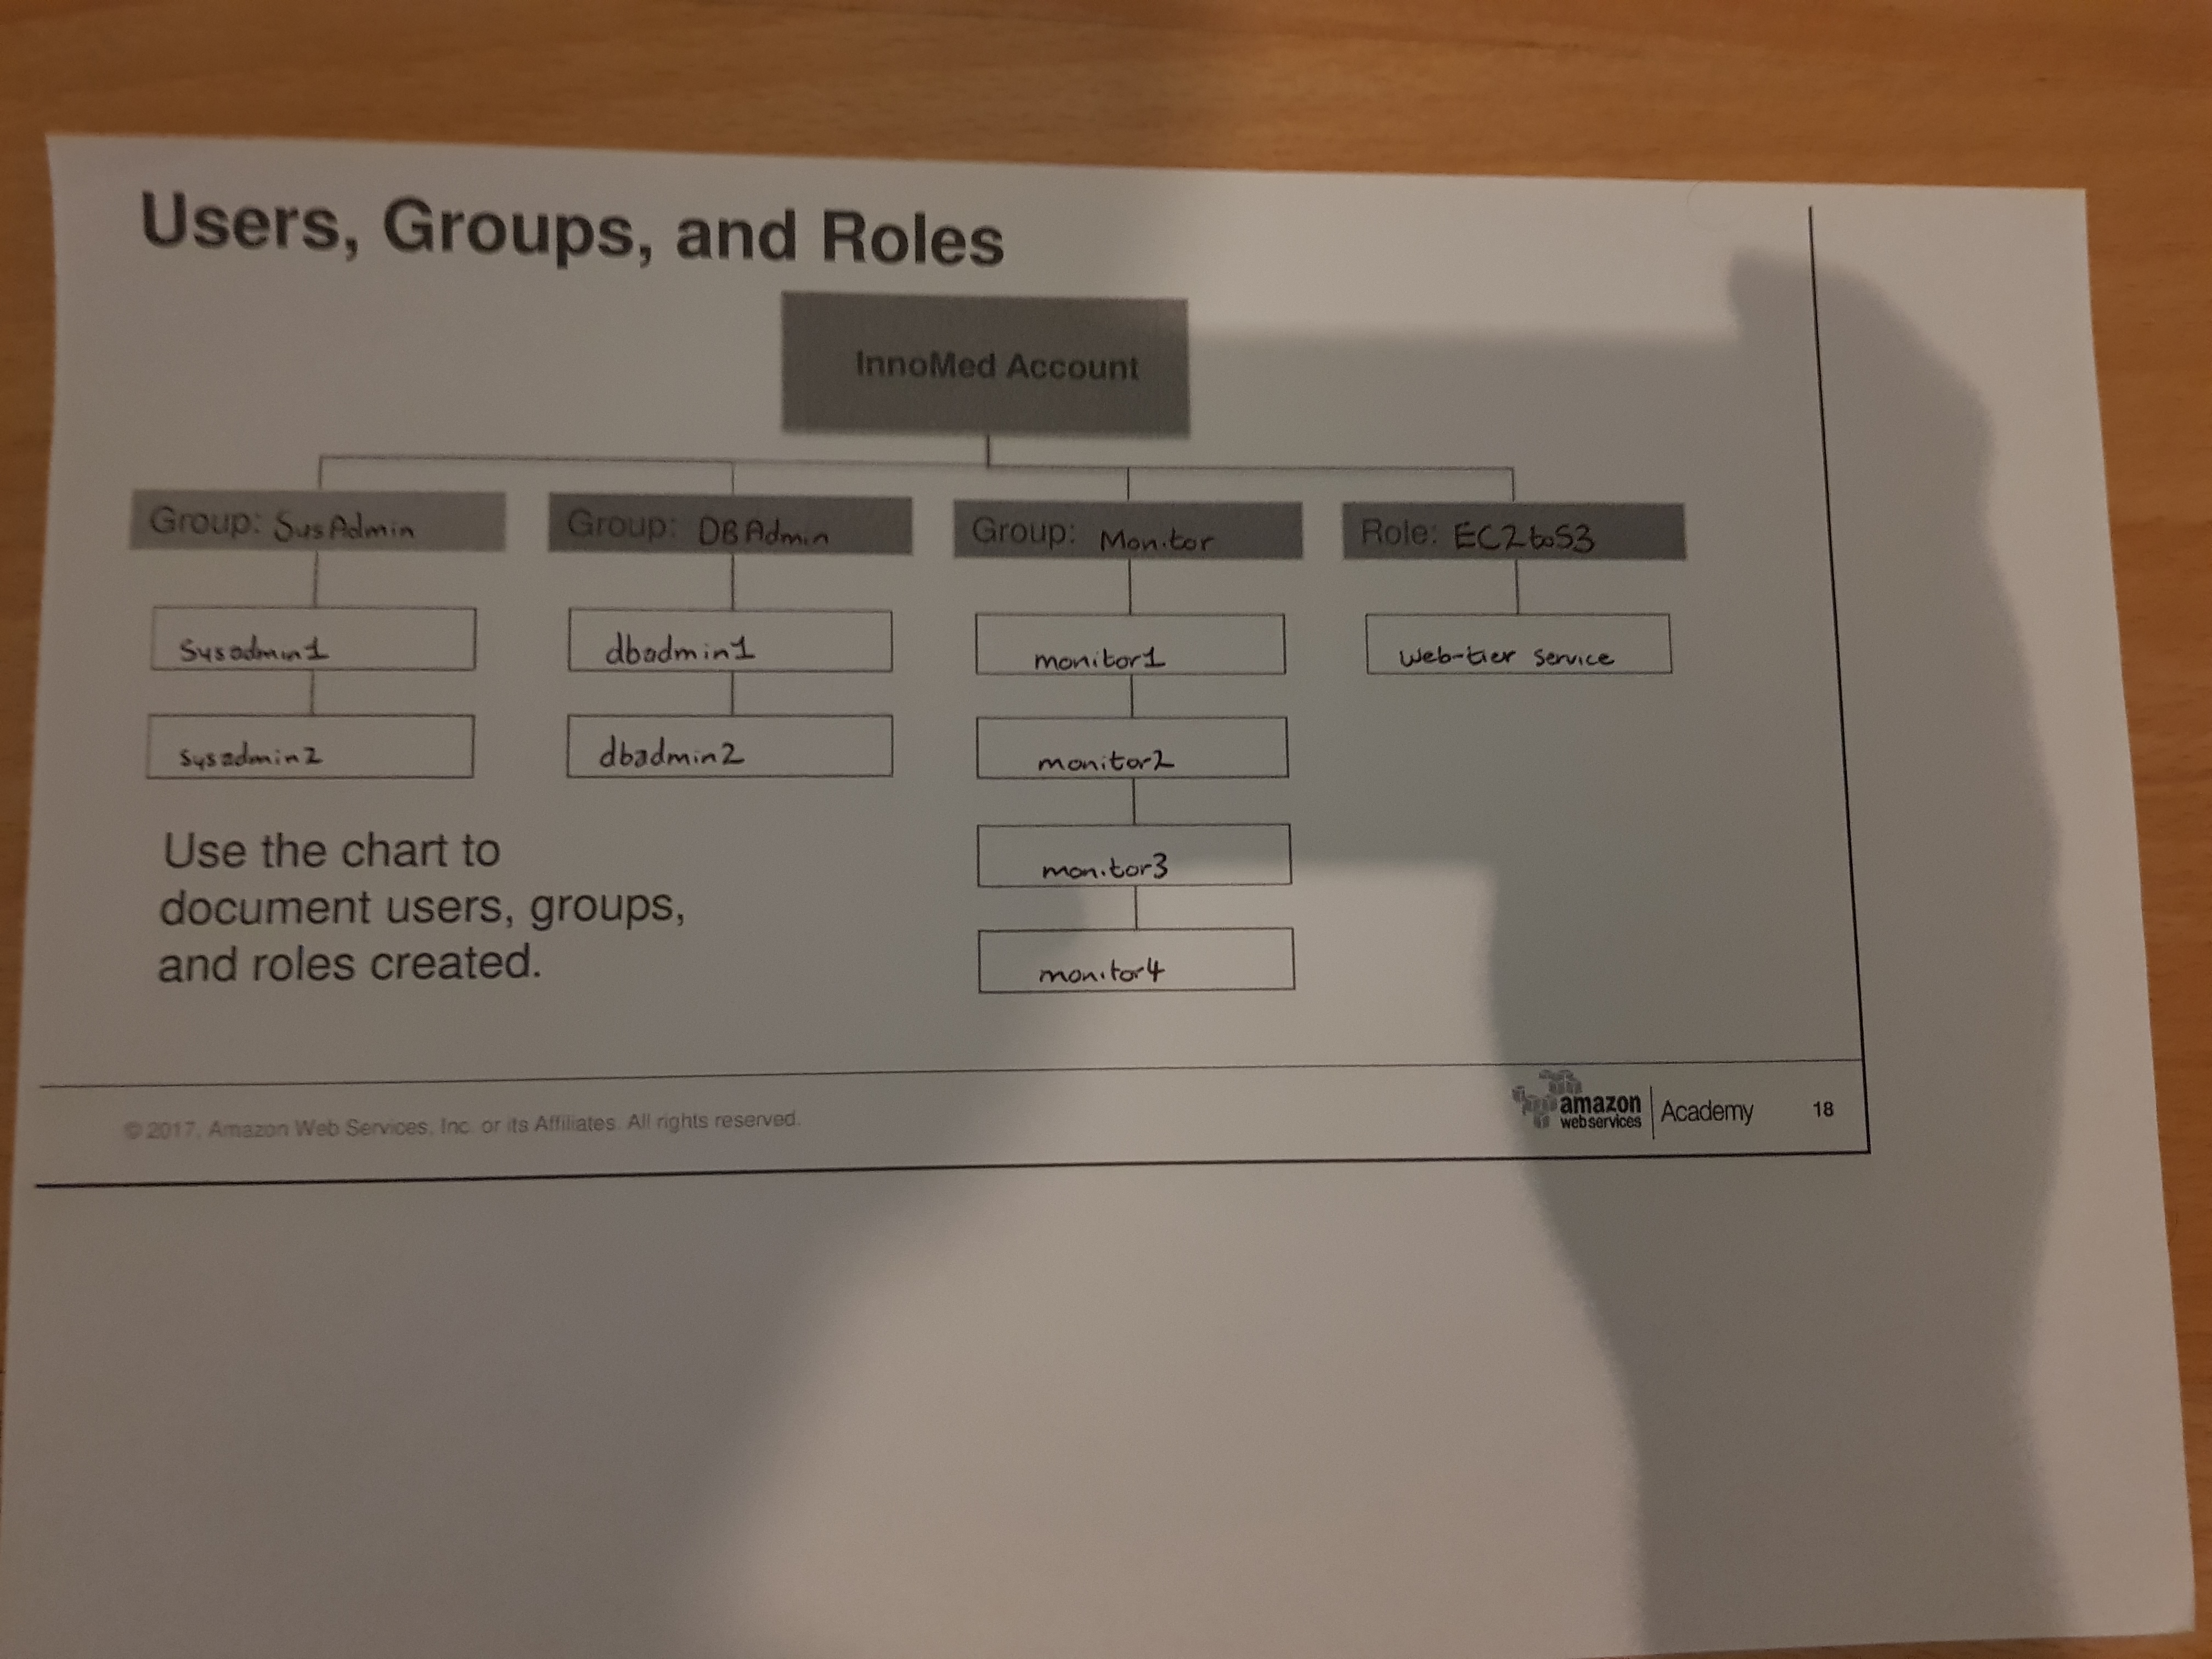 Users, Groups, and Roles
InnoMed Account
Group: SysAdmin
Group: DBAdmin
Group: Monitor
Role: EC2toS3
sysadmin1
dbadmin1
monitor1
web-tier service
sysadmin2
dbadmin2
monitor2
monitor3
monitor4
Use the chart to
document users, groups,
and roles created.
© 2017, Amazon Web Services, Inc. or its Affiliates. All rights reserved.
amazon
webservices
Academy
18